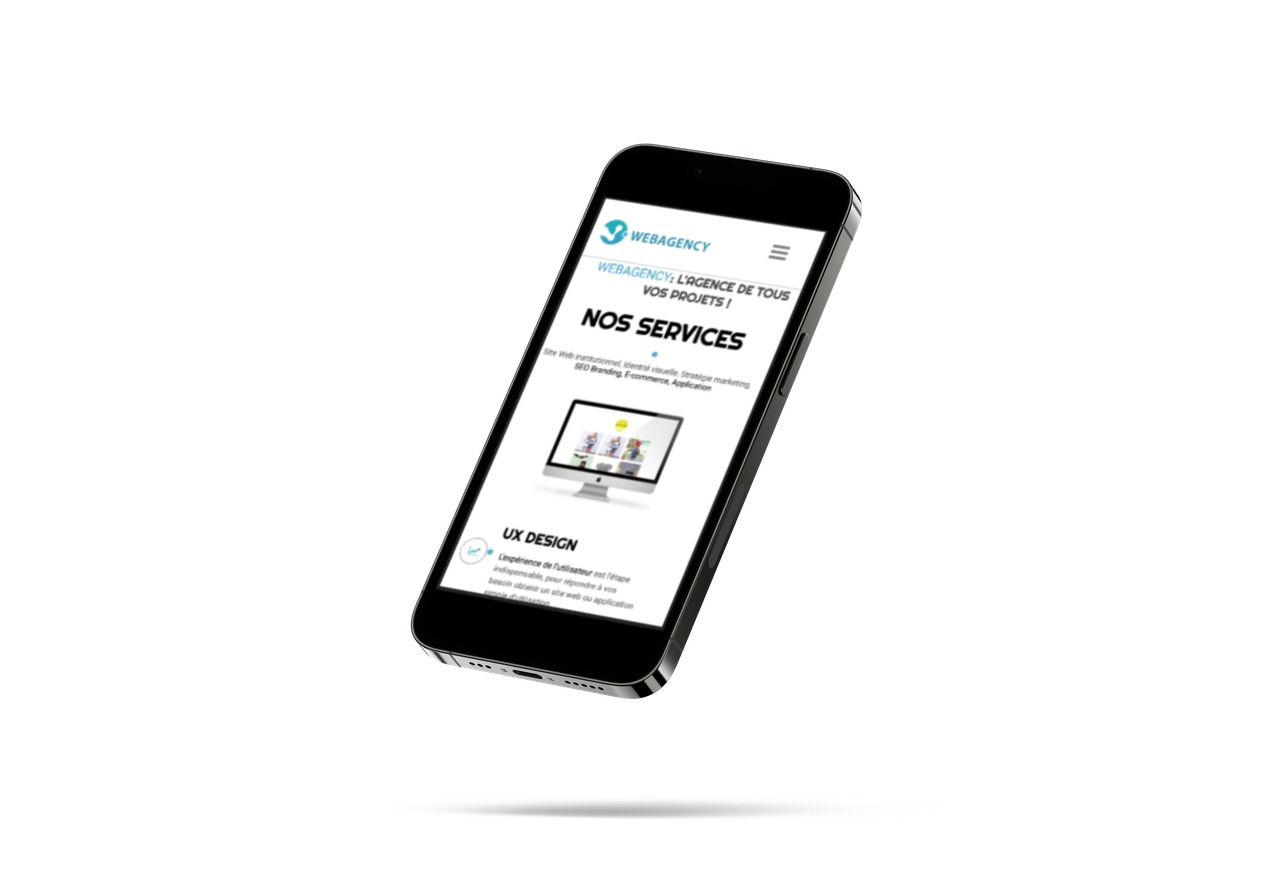 WEBAGENCY
WEBAGENCY: L'AGENCE DE TOUS
VOS PROJETS !
NOS SERVICES
Site Web institutionnel, Identité visuelle, Stratégie marketing,
SEO Branding, E-commerce, Application
UX DESIGN
L'expérience de l'utilisateur est l'étape
indispensable, pour répondre à vos
besoin obtenir un site web ou application
simple d'utilisation